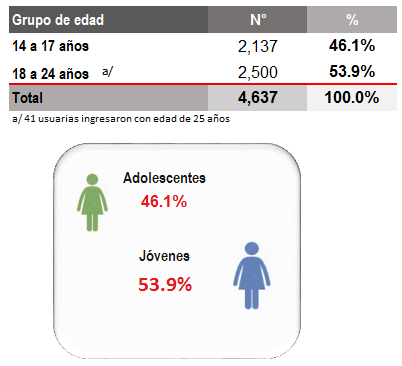 Grupo de edad N° %
14 a 17 años 2,137 46.1%
18 a 24 años a/ 2,500 53.9%
Total 4,637 100.0%
a/ 41 usuarias ingresaron con edad de 25 años
Adolescentes
46.1%
Jóvenes
53.9%